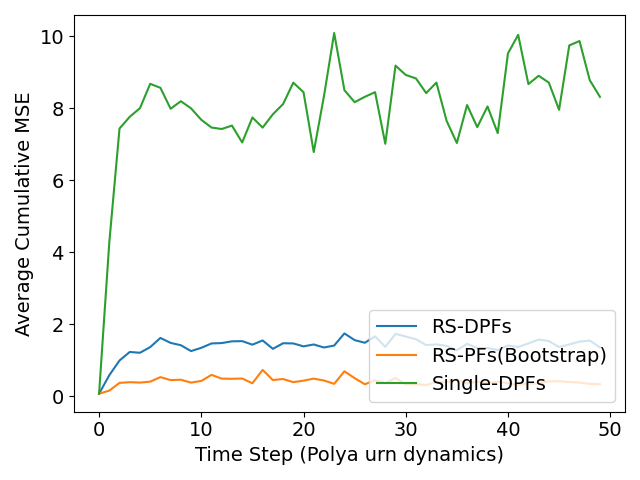 Average Cumulative MSE
10
8
6
4
2
0
RS-DPFs
RS-PFs(Bootstrap)
Single-DPFs
0 10 20 30 40 50
Time Step (Polya urn dynamics)